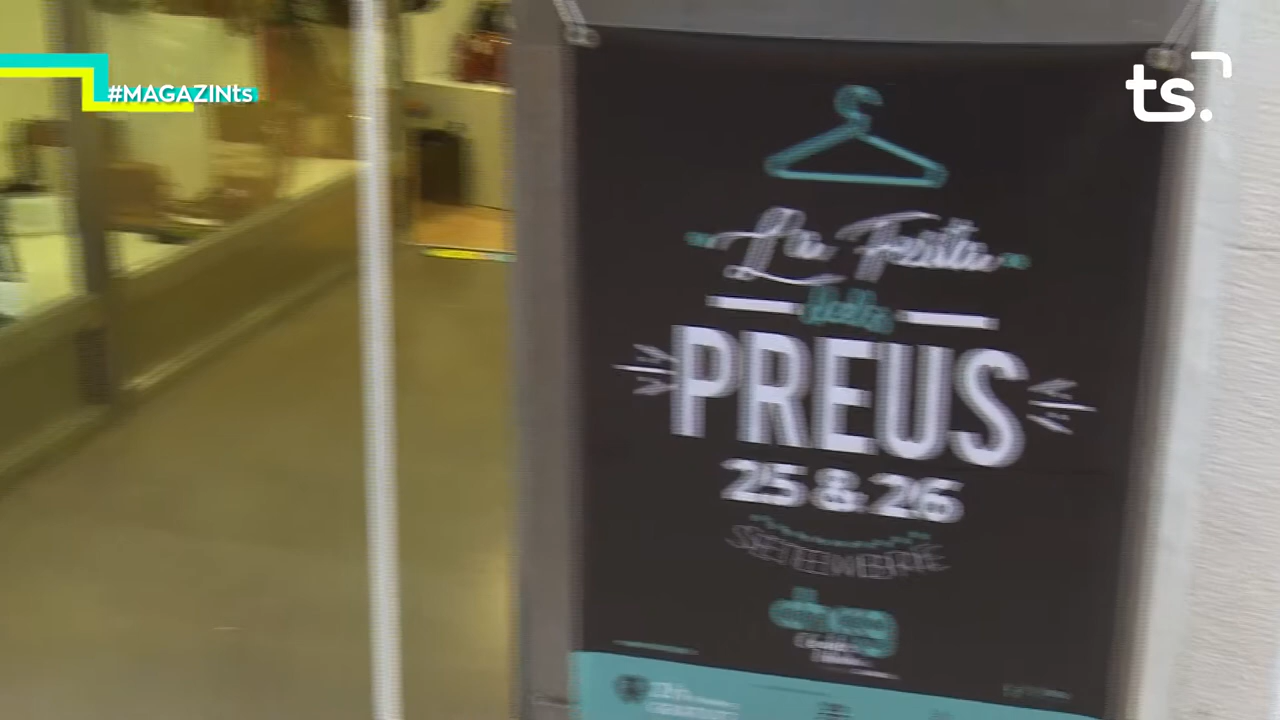 #MAGAZINts
ts.
La Festa
dels
PREUS
25 & 26
SETEMBRE